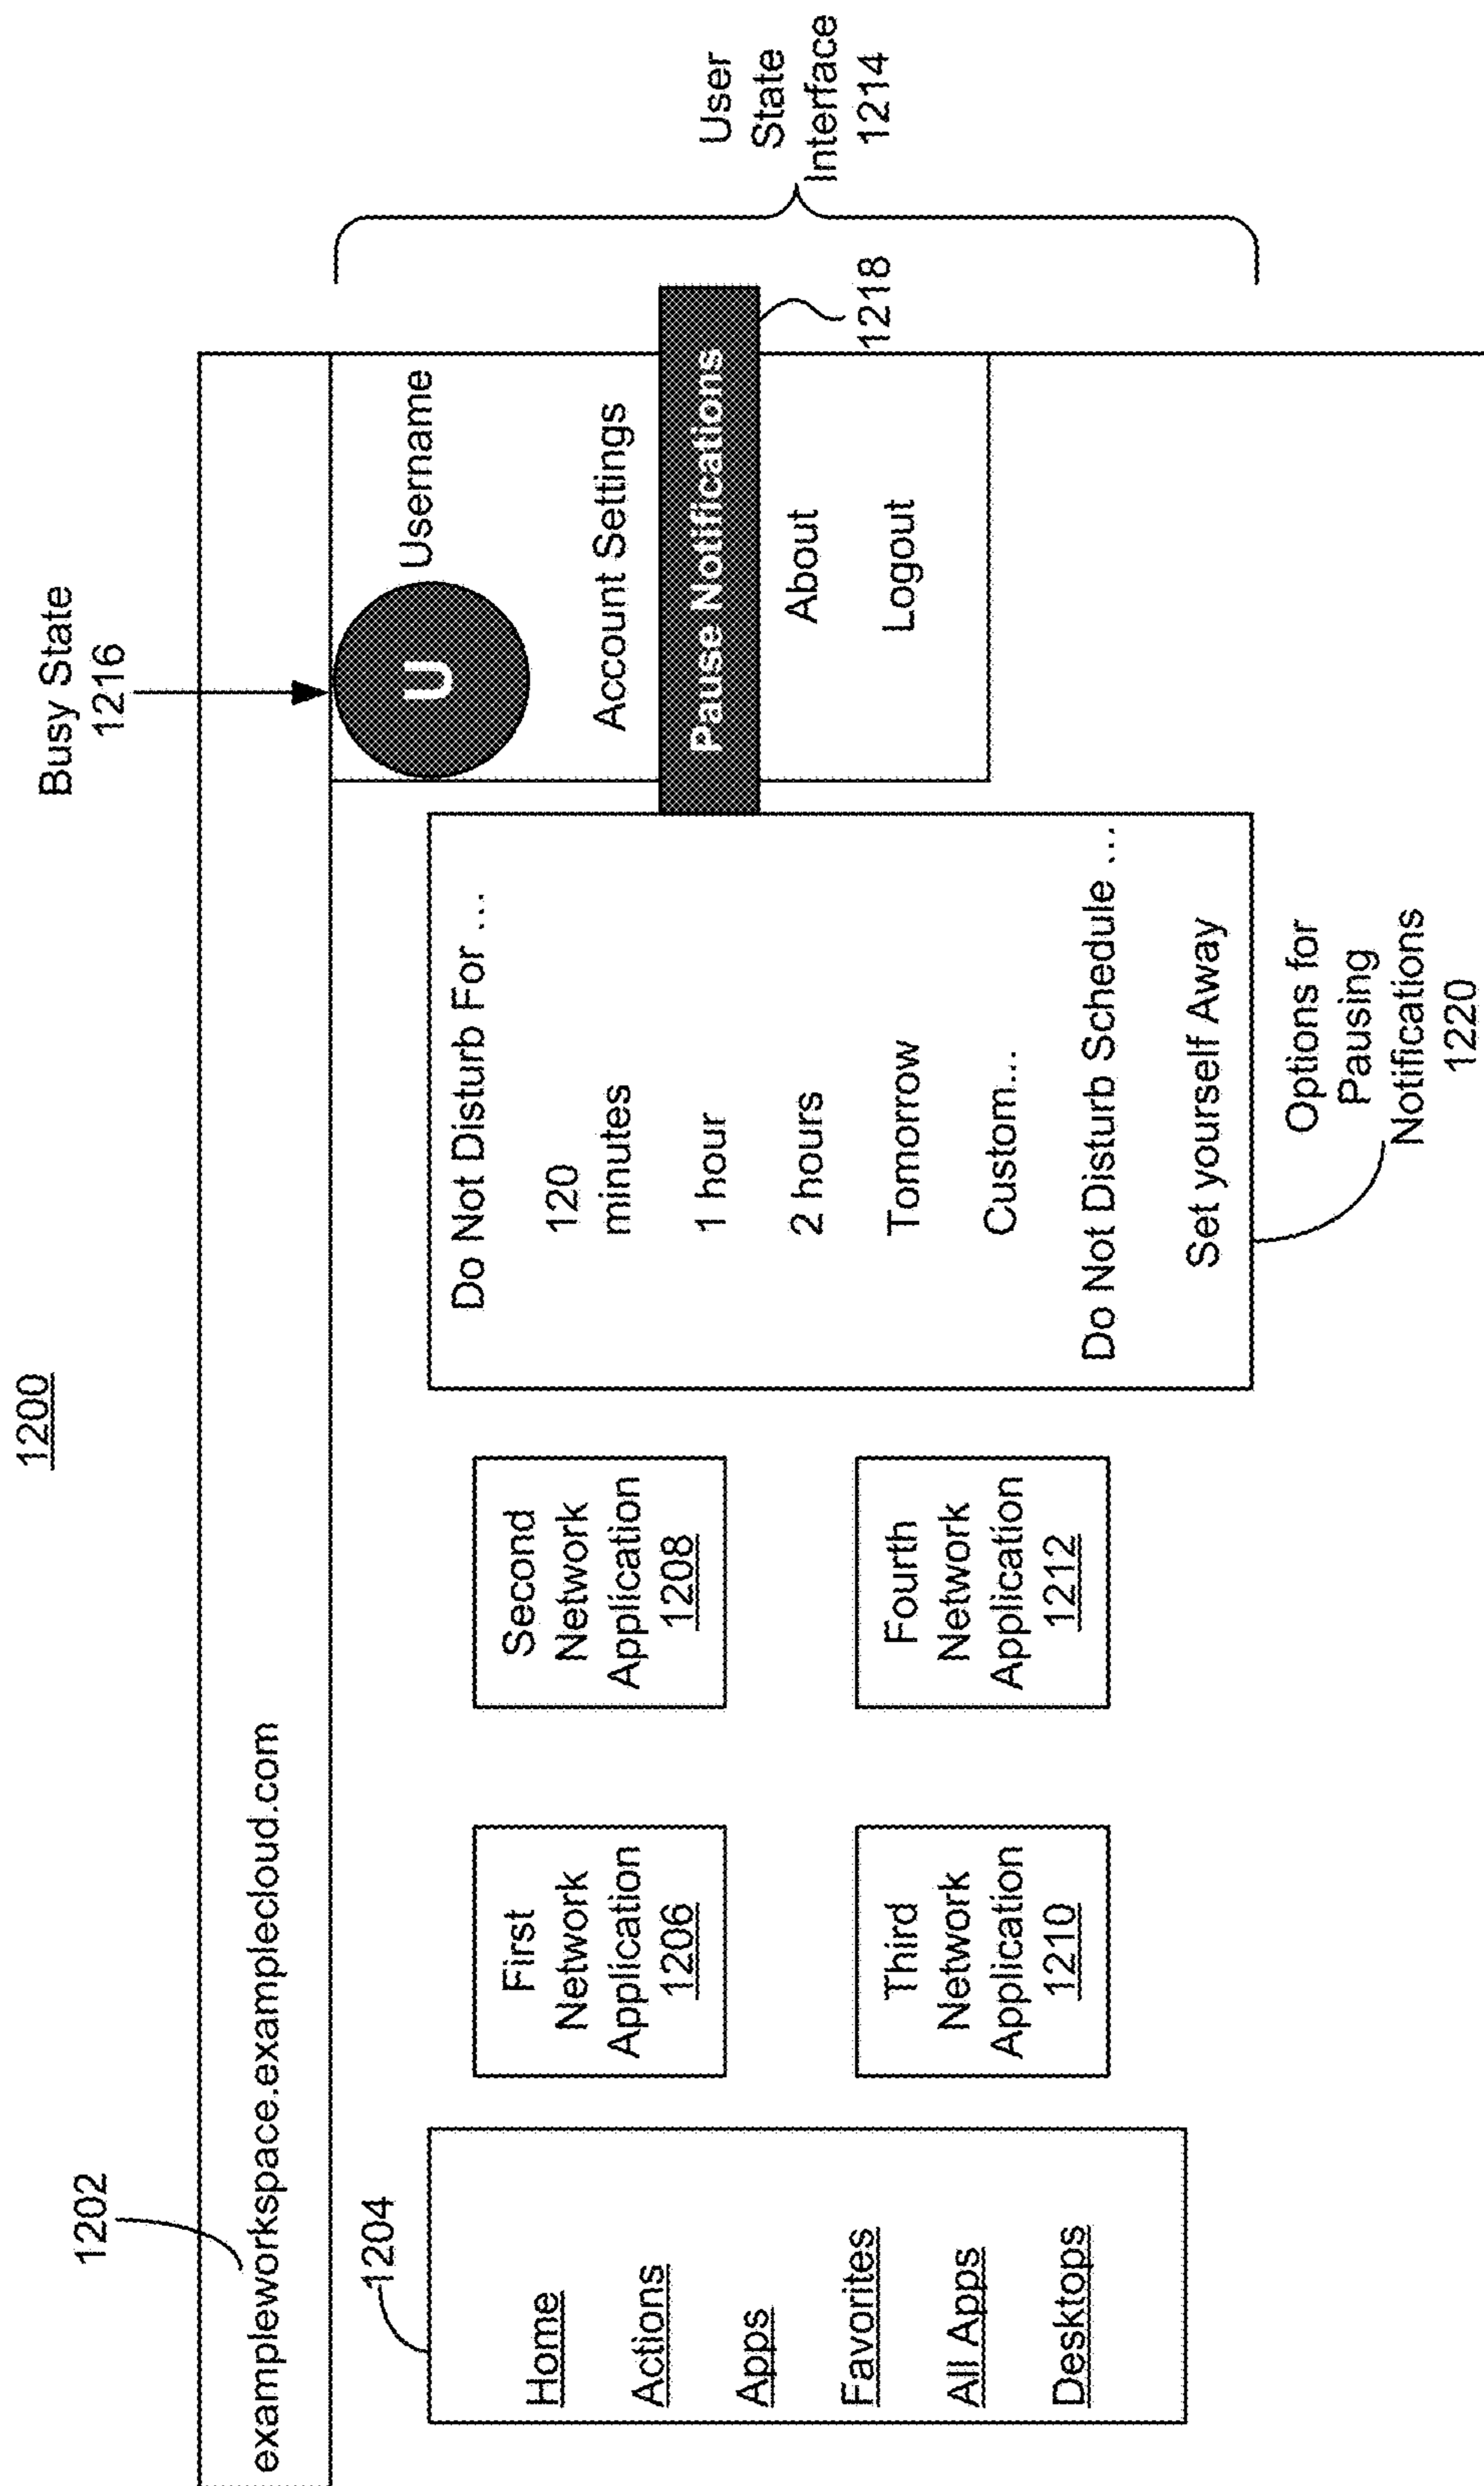 1200
1202
exampleworkspace.examplecloud.com
1204
Home
Actions
Apps
Favorites
All Apps
Desktops
First
Network
Application
1206
Second
Network
Application
1208
Third
Network
Application
1210
Fourth
Network
Application
1212
Do Not Disturb For ...
120
minutes
1 hour
2 hours
Tomorrow
Custom...
Do Not Disturb Schedule ...
Set yourself Away
Options for
Pausing
Notifications
1220
Busy State
1216
U
Username
Account Settings
Pause Notifications
About
Logout
1218
User
State
Interface
1214